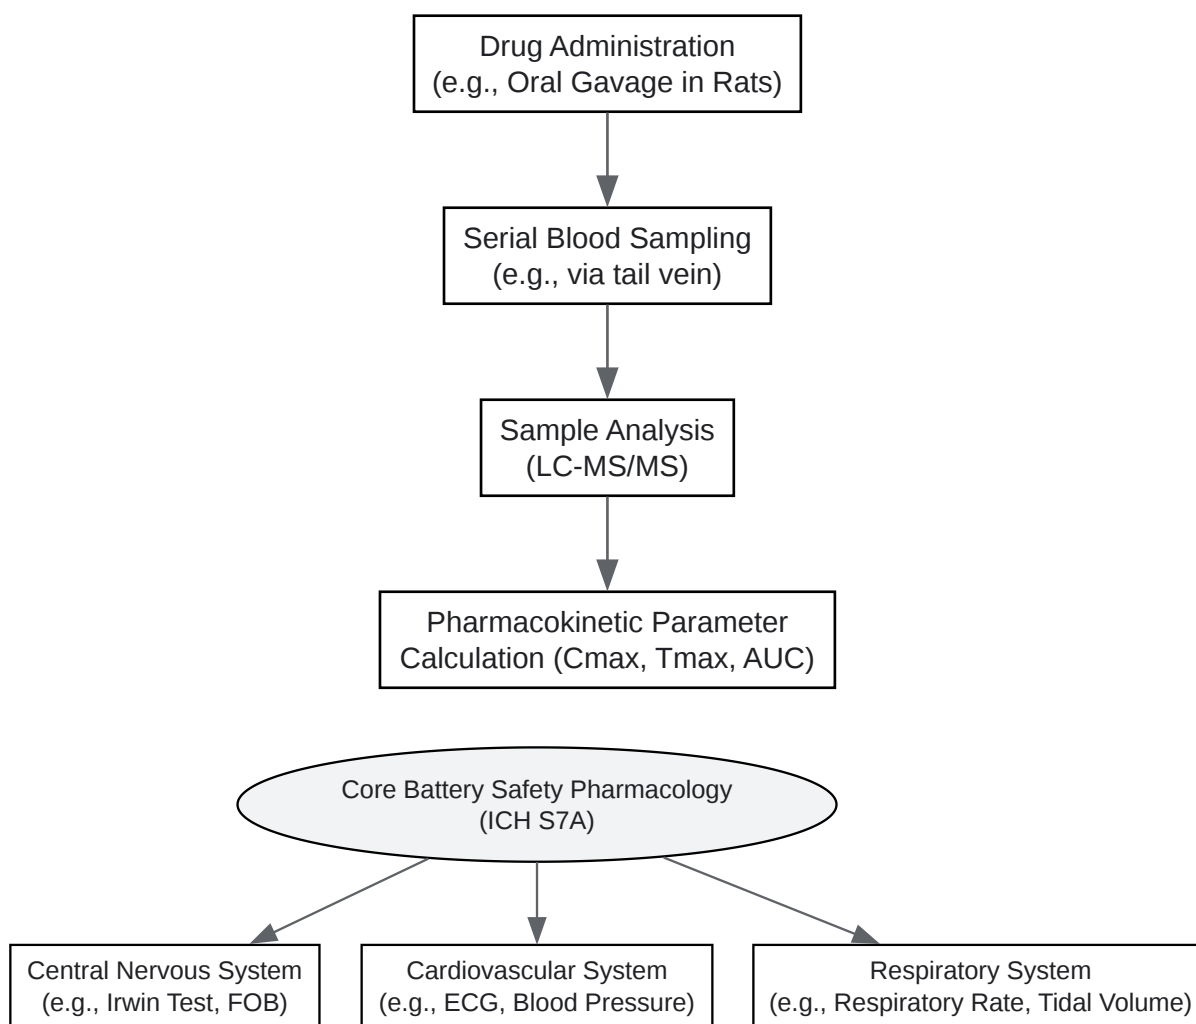 Drug Administration
(e.g., Oral Gavage in Rats)
Serial Blood Sampling
(e.g., via tail vein)
Sample Analysis
(LC-MS/MS)
Pharmacokinetic Parameter
Calculation (Cmax, Tmax, AUC)
Core Battery Safety Pharmacology
(ICH S7A)
Central Nervous System
(e.g., Irwin Test, FOB)
Cardiovascular System
(e.g., ECG, Blood Pressure)
Respiratory System
(e.g., Respiratory Rate, Tidal Volume)